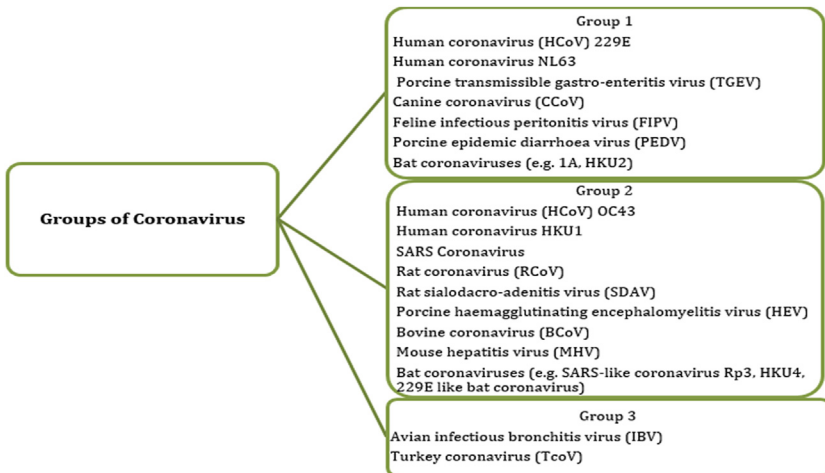 Groups of Coronavirus
Group 1
Human coronavirus (HCoV) 229E
Human coronavirus NL63
Porcine transmissible gastro-enteritis virus (TGEV)
Canine coronavirus (CCoV)
Feline infectious peritonitis virus (FIPV)
Porcine epidemic diarrhoea virus (PEDV)
Bat coronaviruses (e.g. 1A, HKU2)
Group 2
Human coronavirus (HCoV) OC43
Human coronavirus HKU1
SARS Coronavirus
Rat coronavirus (RCoV)
Rat sialodacro-adenitis virus (SDAV)
Porcine haemagglutinating encephalomyelitis virus (HEV)
Bovine coronavirus (BCoV)
Mouse hepatitis virus (MHV)
Bat coronaviruses (e.g. SARS-like coronavirus Rp3, HKU4,
229E like bat coronavirus)
Group 3
Avian infectious bronchitis virus (IBV)
Turkey coronavirus (TcoV)